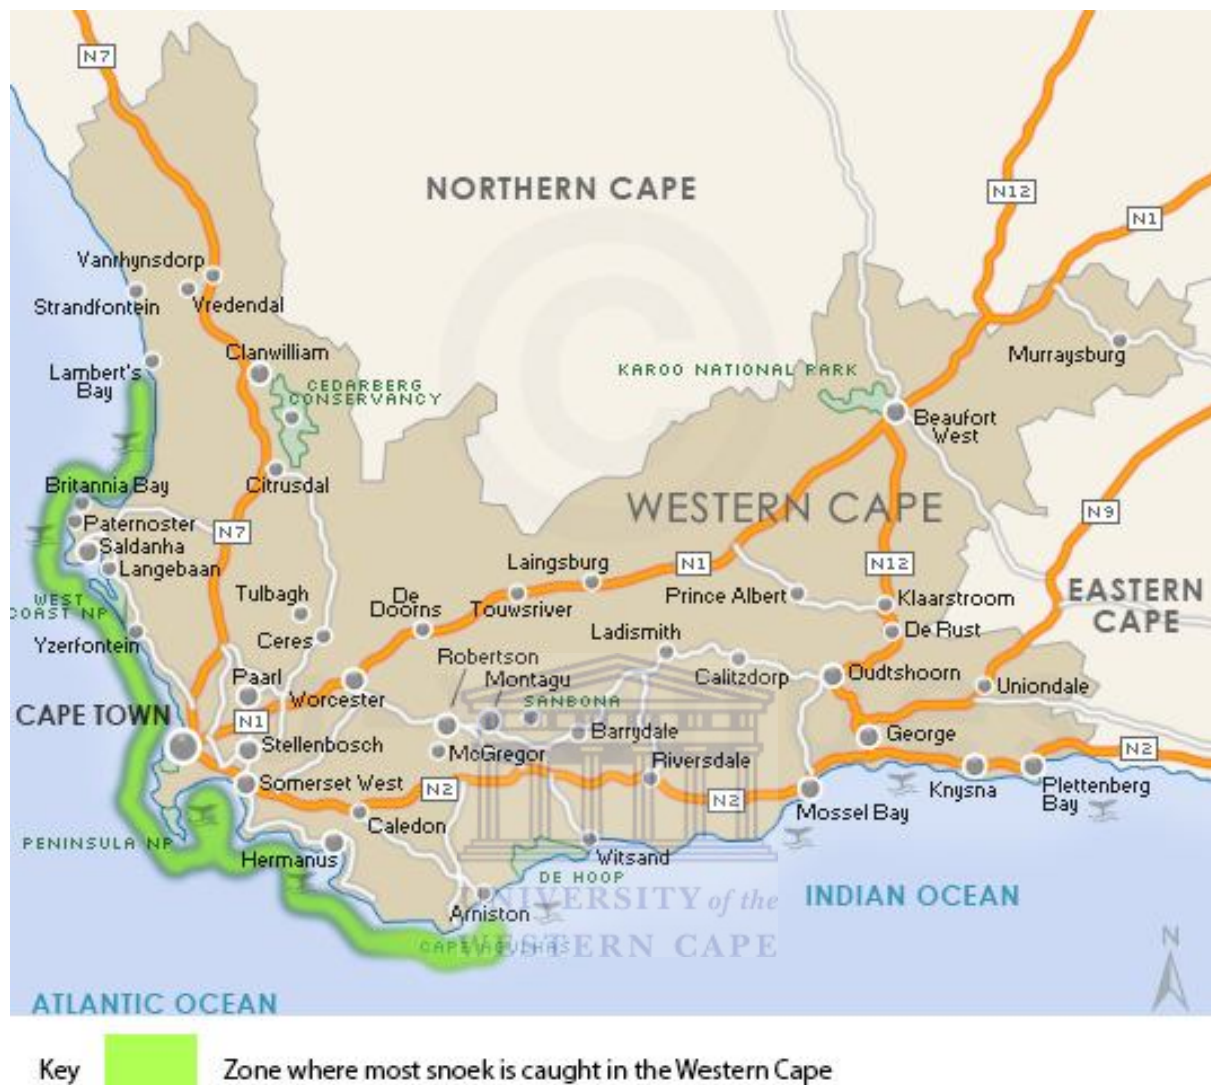 N7
NORTHERN CAPE
N12
N1
Vanrhynsdorp
Strandfontein
Vredendal
Lambert's
Bay
Clanwilliam
CEDARBERG
CONSERVANCY
KAROO NATIONAL PARK
Murraysburg
Beaufort
West
Britannia Bay
Citrusdal
WESTERN CAPE
Paternoster
N7
N9
Saldanha
Langebaan
Laingsburg
N1
N12
WEST
COAST NP
Tulbagh
De
Doorns
Touwsriver
Prince Albert
Klaarstroom
EASTERN
CAPE
Yzerfontein
Ceres
Ladismith
De Rust
Robertson
Paarl
Montagu
Calitzdorp
Oudtshoorn
Uniondale
Worcester
SANBONA
CAPE TOWN
N1
Stellenbosch
McGregor
Barrydale
George
N2
Somerset West
N2
Riversdale
N2
Knysna
Plettenberg
Bay
Mossel Bay
Caledon
PENINSULA NP
Hermanus
Witsand
DE HOOP
INDIAN OCEAN
UNIVERSITY of the
Arniston
WESTERN CAPE
CAPE AGULHAS
N
ATLANTIC OCEAN
Key
Zone where most snoek is caught in the Western Cape